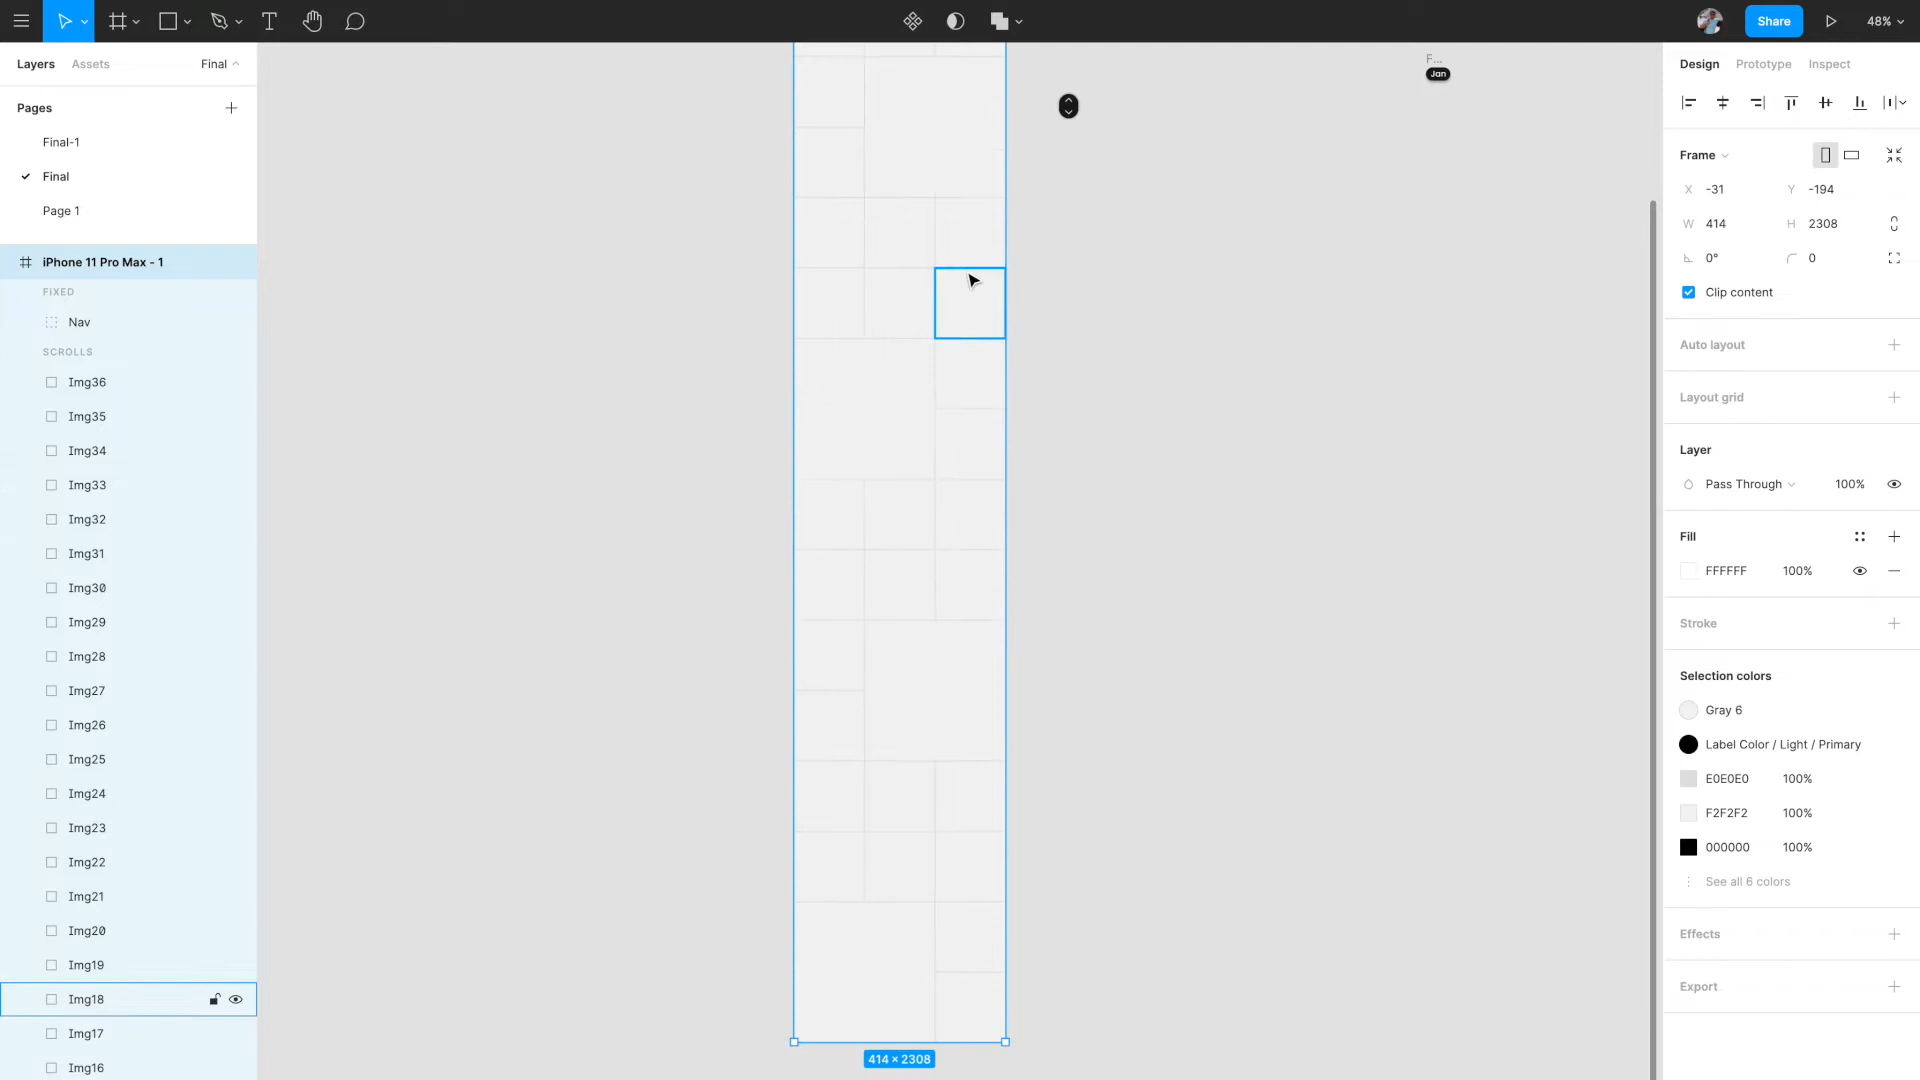 Share
48%
Layers
Assets
Final
Pages
Final-1
Final
Page 1
iPhone 11 Pro Max - 1
FIXED
Nav
SCROLLS
Img36
Img35
Img34
Img33
Img32
Img31
Img30
Img29
Img28
Img27
Img26
Img25
Img24
Img23
Img22
Img21
Img20
Img19
Img18
Img17
Img16
F...
Jan
414 × 2308
Design
Prototype
Inspect
Frame
X -31
Y -194
W 414
H 2308
0°
0
Clip content
Auto layout
Layout grid
Layer
Pass Through
100%
Fill
FFFFFF 100%
Stroke
Selection colors
Gray 6
Label Color / Light / Primary
E0E0E0 100%
F2F2F2 100%
000000 100%
See all 6 colors
Effects
Export